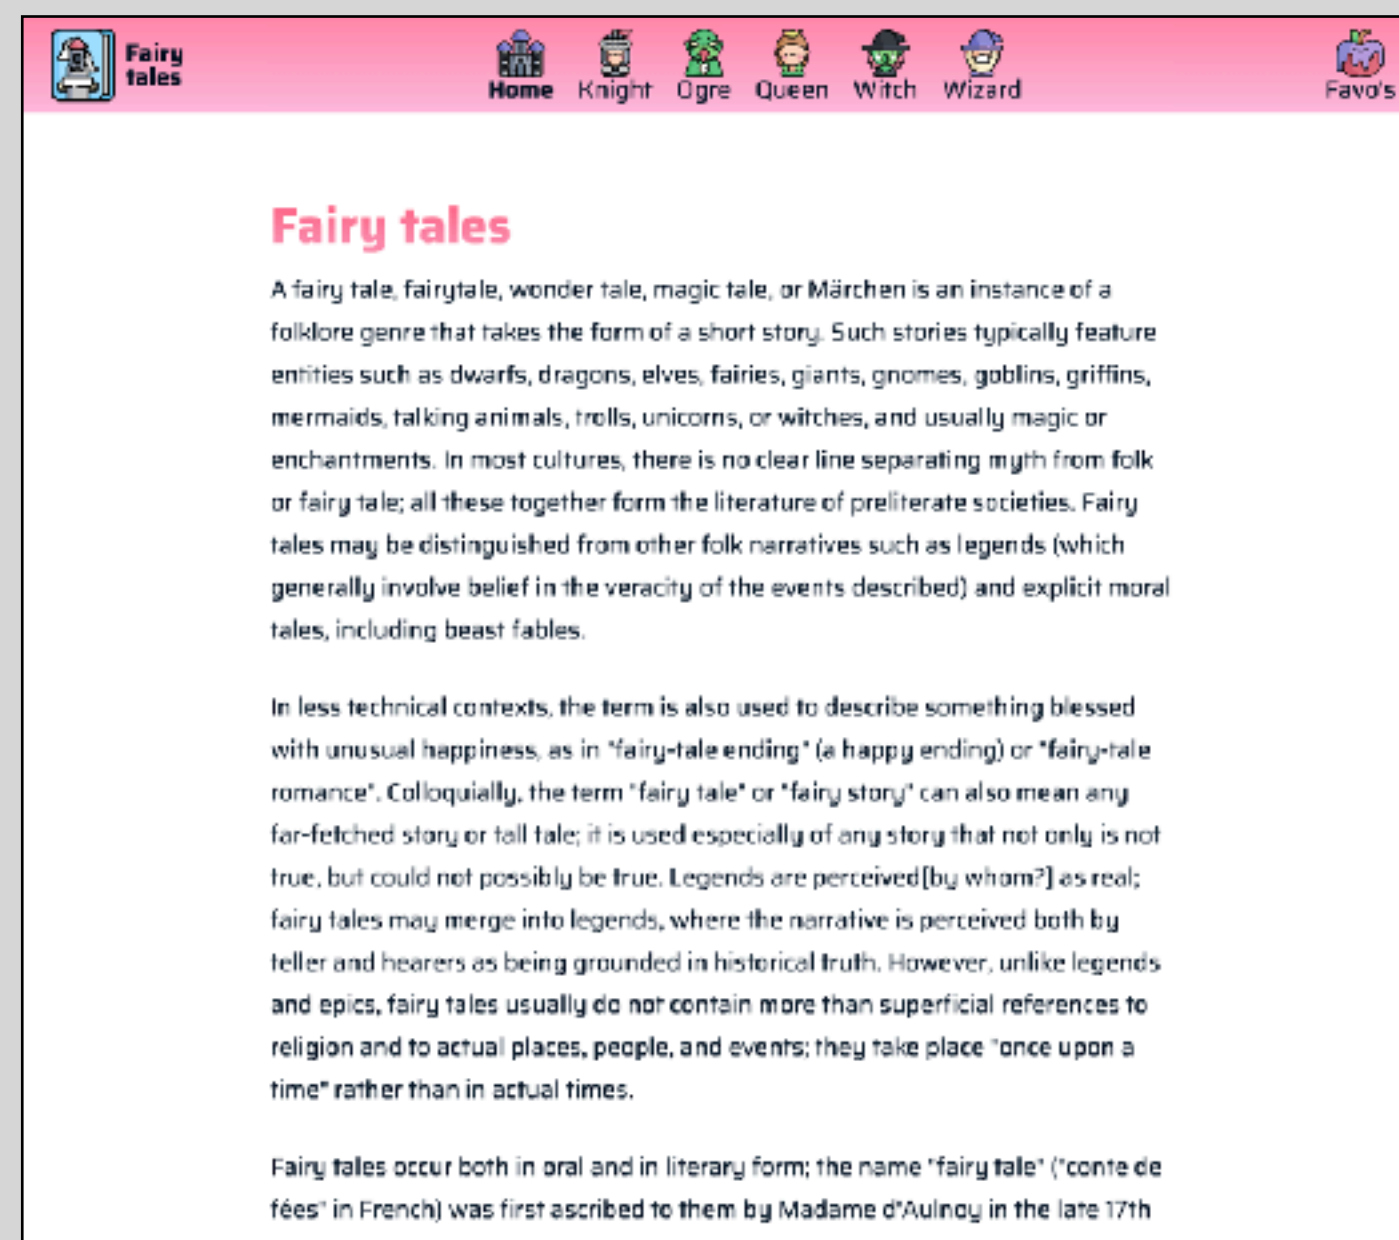 Fairy
tales
Home Knight Ogre Queen Witch Wizard Favo's
Fairy tales
A fairy tale, fairytale, wonder tale, magic tale, or Märchen is an instance of a
folklore genre that takes the form of a short story. Such stories typically feature
entities such as dwarfs, dragons, elves, fairies, giants, gnomes, goblins, griffins,
mermaids, talking animals, trolls, unicorns, or witches, and usually magic or
enchantments. In most cultures, there is no clear line separating myth from folk
or fairy tale; all these together form the literature of preliterate societies. Fairy
tales may be distinguished from other folk narratives such as legends (which
generally involve belief in the veracity of the events described) and explicit moral
tales, including beast fables.
In less technical contexts, the term is also used to describe something blessed
with unusual happiness, as in "fairy-tale ending" (a happy ending) or "fairy-tale
romance". Colloquially, the term "fairy tale" or "fairy story" can also mean any
far-fetched story or tall tale; it is used especially of any story that not only is not
true, but could not possibly be true. Legends are perceived[by whom?] as real;
fairy tales may merge into legends, where the narrative is perceived both by
teller and hearers as being grounded in historical truth. However, unlike legends
and epics, fairy tales usually do not contain more than superficial references to
religion and to actual places, people, and events; they take place "once upon a
time" rather than in actual times.
Fairy tales occur both in oral and in literary form; the name "fairy tale" ("conte de
fées" in French) was first ascribed to them by Madame d'Aulnoy in the late 17th